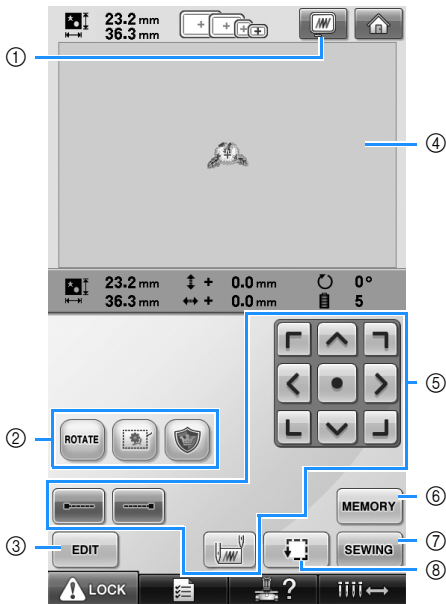 23.2 mm
36.3 mm
①
④
23.2 mm + 0.0 mm 0°
36.3 mm + 0.0 mm 5
⑤
②
ROTATE
MEMORY
⑥
③
EDIT
SEWING
⑦
⑧
LOCK
?